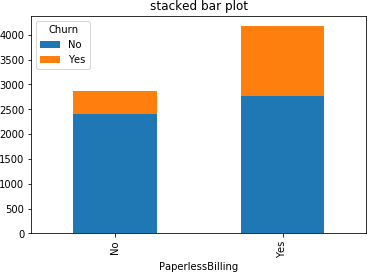 stacked bar plot
Churn
No
Yes
4000
3500
3000
2500
2000
1500
1000
500
0
No
Yes
PaperlessBilling